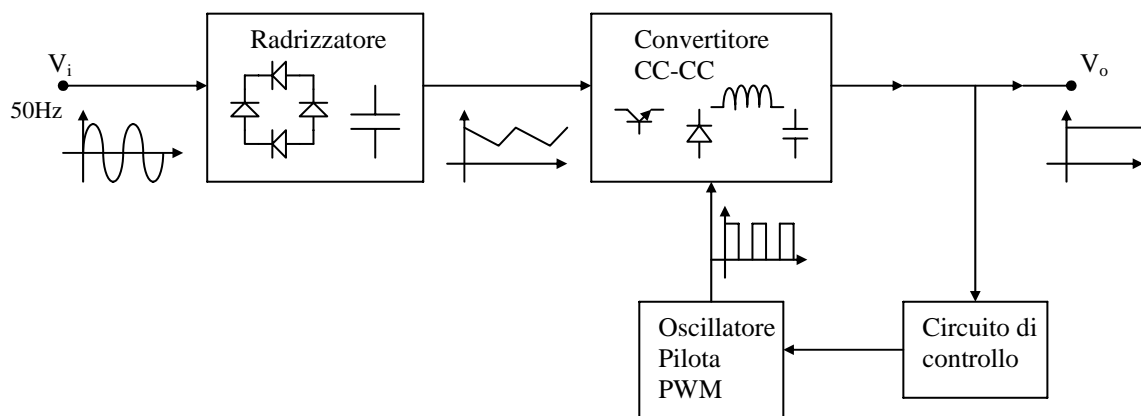 Radrizzatore
Convertitore
CC-CC
V_i
V_o
50Hz
Oscillatore
Pilota
PWM
Circuito di
controllo